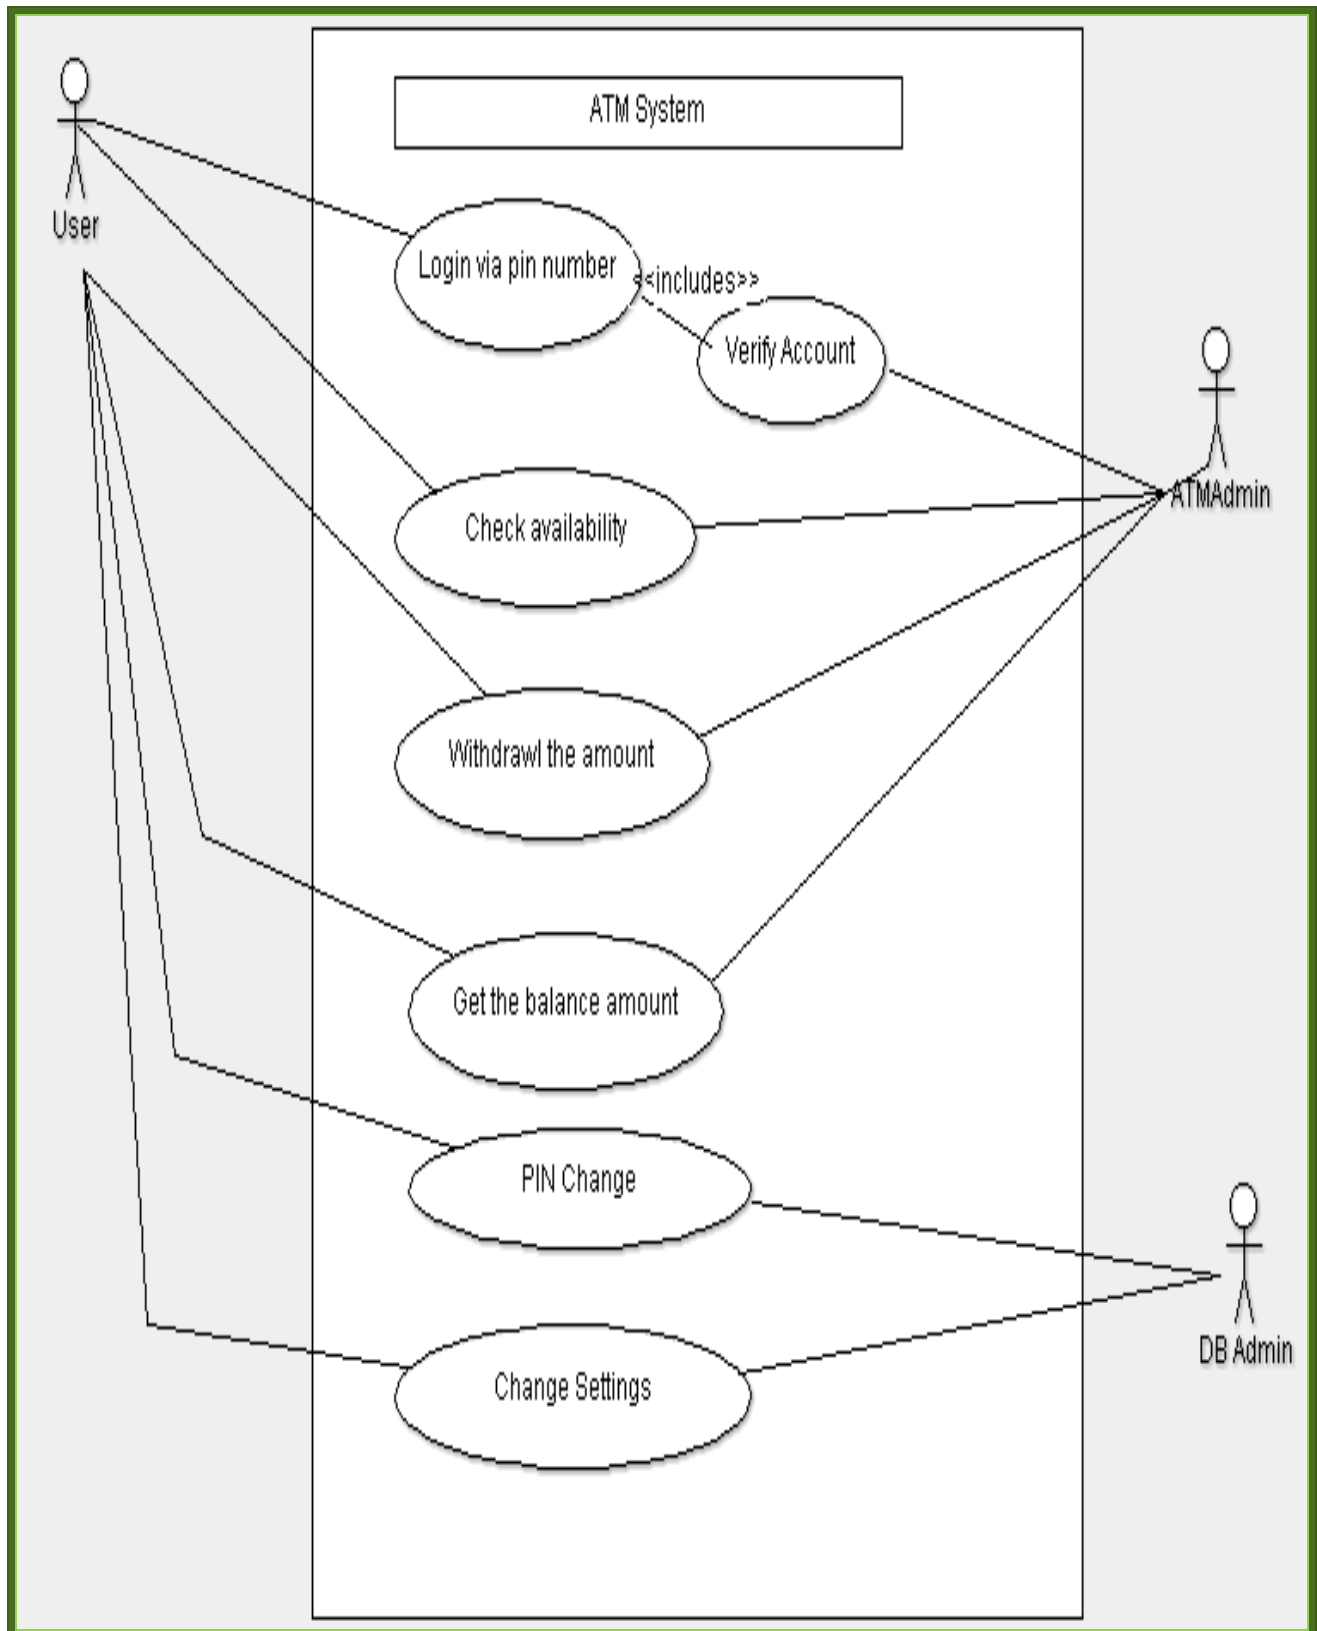 ATM System
User
Login via pin number
<<includes>>
Verify Account
ATMAdmin
Check availability
Withdrawl the amount
Get the balance amount
PIN Change
DB Admin
Change Settings